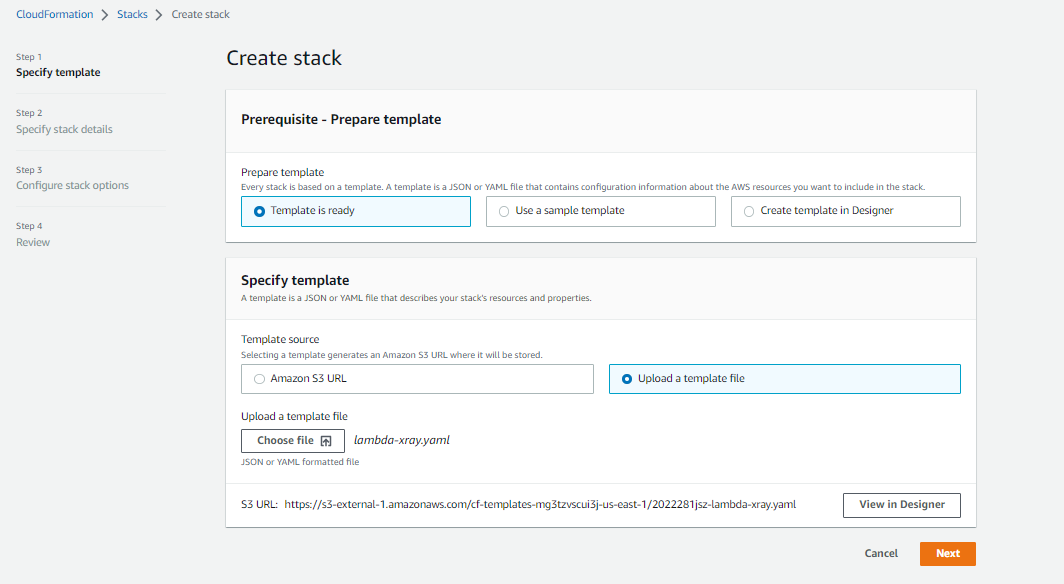 CloudFormation > Stacks > Create stack
Step 1
Specify template
Step 2
Specify stack details
Step 3
Configure stack options
Step 4
Review
Create stack
Prerequisite - Prepare template
Prepare template
Every stack is based on a template. A template is a JSON or YAML file that contains configuration information about the AWS resources you want to include in the stack.
Template is ready
Use a sample template
Create template in Designer
Specify template
A template is a JSON or YAML file that describes your stack's resources and properties.
Template source
Selecting a template generates an Amazon S3 URL where it will be stored.
Amazon S3 URL
Upload a template file
Upload a template file
Choose file lambda-xray.yaml
JSON or YAML formatted file
S3 URL: https://s3-external-1.amazonaws.com/cf-templates-mg3tzvscui3j-us-east-1/2022281jsz-lambda-xray.yaml View in Designer
Cancel Next